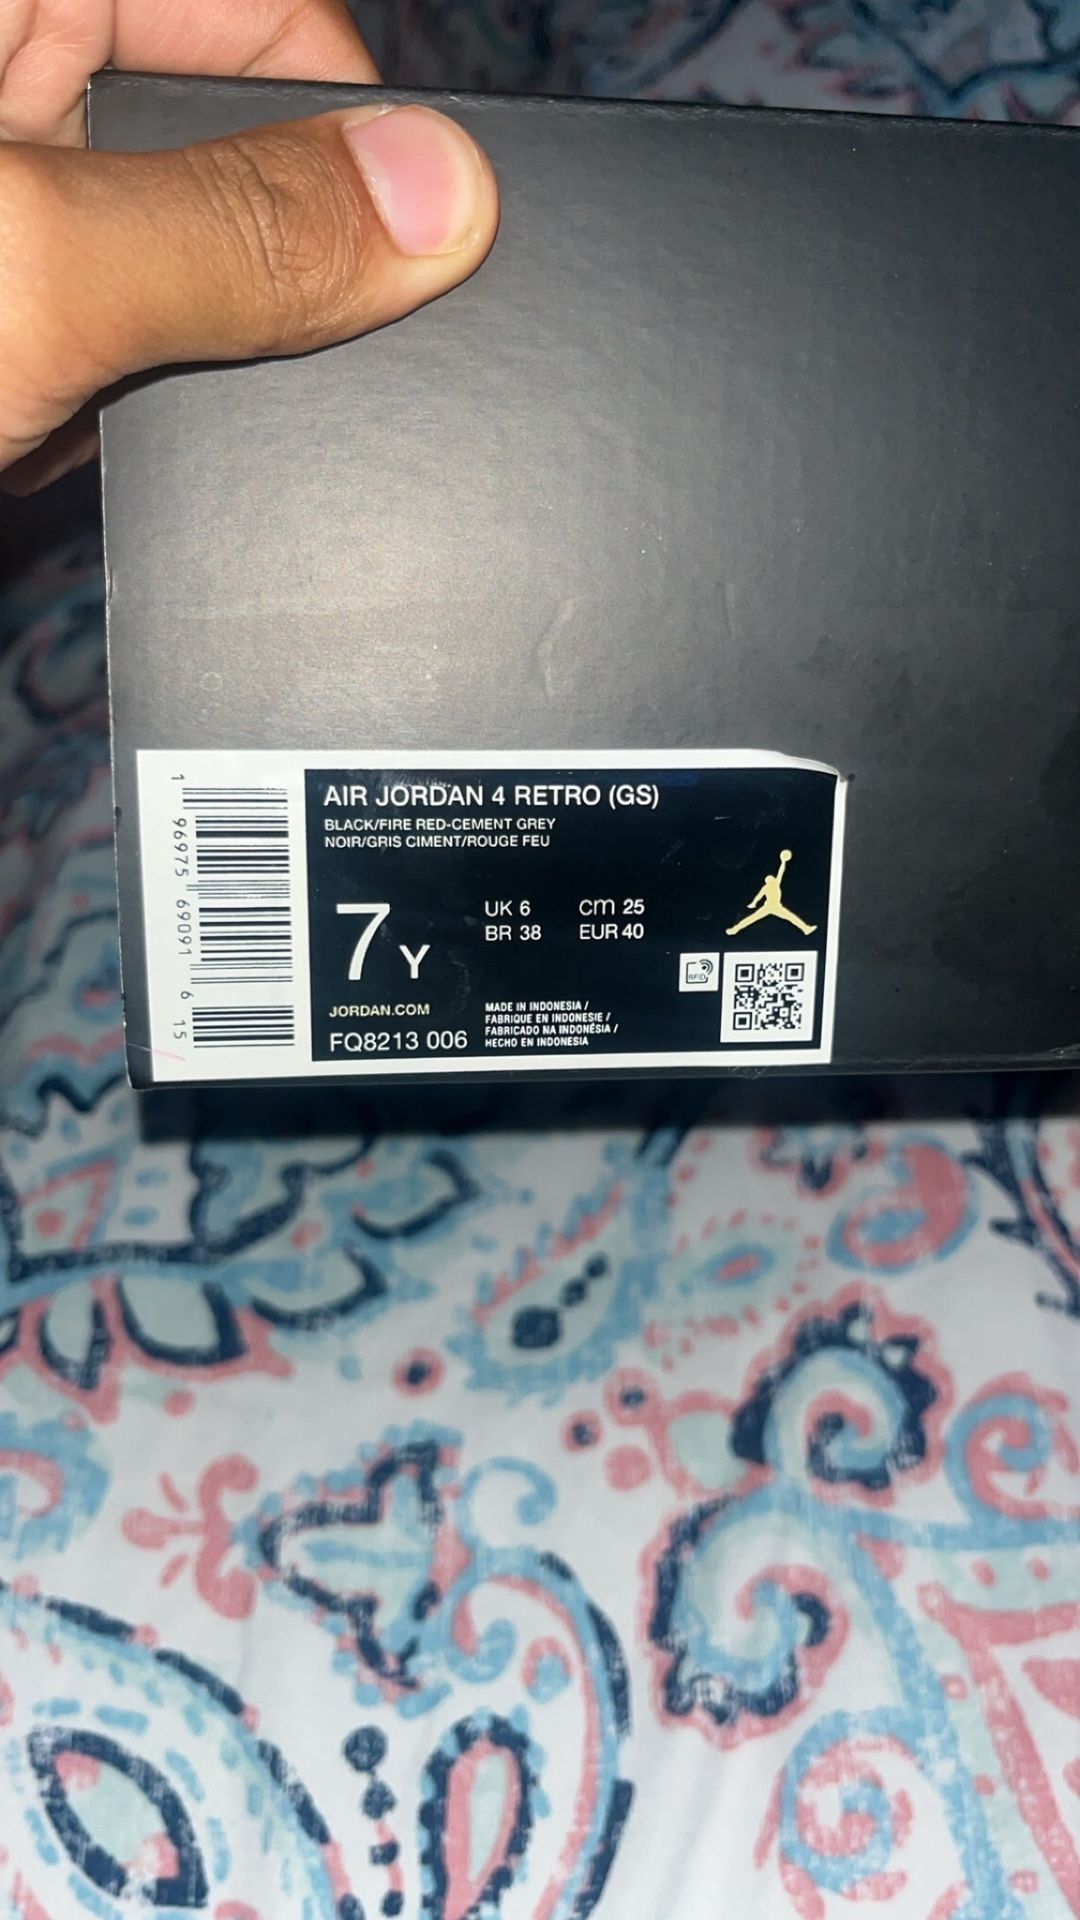 AIR JORDAN 4 RETRO (GS)
BLACK/FIRE RED-CEMENT GREY
NOIR/GRIS CIMENT/ROUGE FEU
7Y
UK 6 cm 25
BR 38 EUR 40
RFID
JORDAN.COM
FQ8213 006
MADE IN INDONESIA /
FABRIQUE EN INDONESIE /
FABRICADO NA INDONÉSIA /
HECHO EN INDONESIA
1 96975 69091 6 15